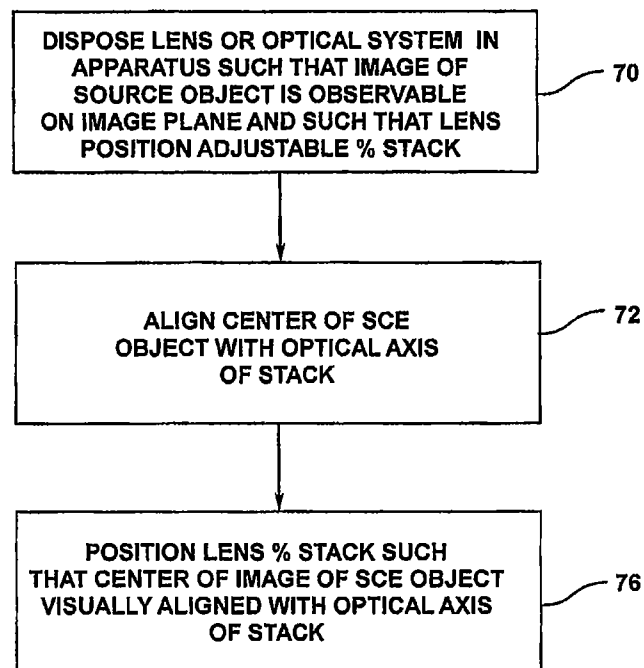 DISPOSE LENS OR OPTICAL SYSTEM IN
APPARATUS SUCH THAT IMAGE OF
SOURCE OBJECT IS OBSERVABLE
ON IMAGE PLANE AND SUCH THAT LENS
POSITION ADJUSTABLE % STACK
70
ALIGN CENTER OF SCE
OBJECT WITH OPTICAL AXIS
OF STACK
72
POSITION LENS % STACK SUCH
THAT CENTER OF IMAGE OF SCE OBJECT
VISUALLY ALIGNED WITH OPTICAL AXIS
OF STACK
76